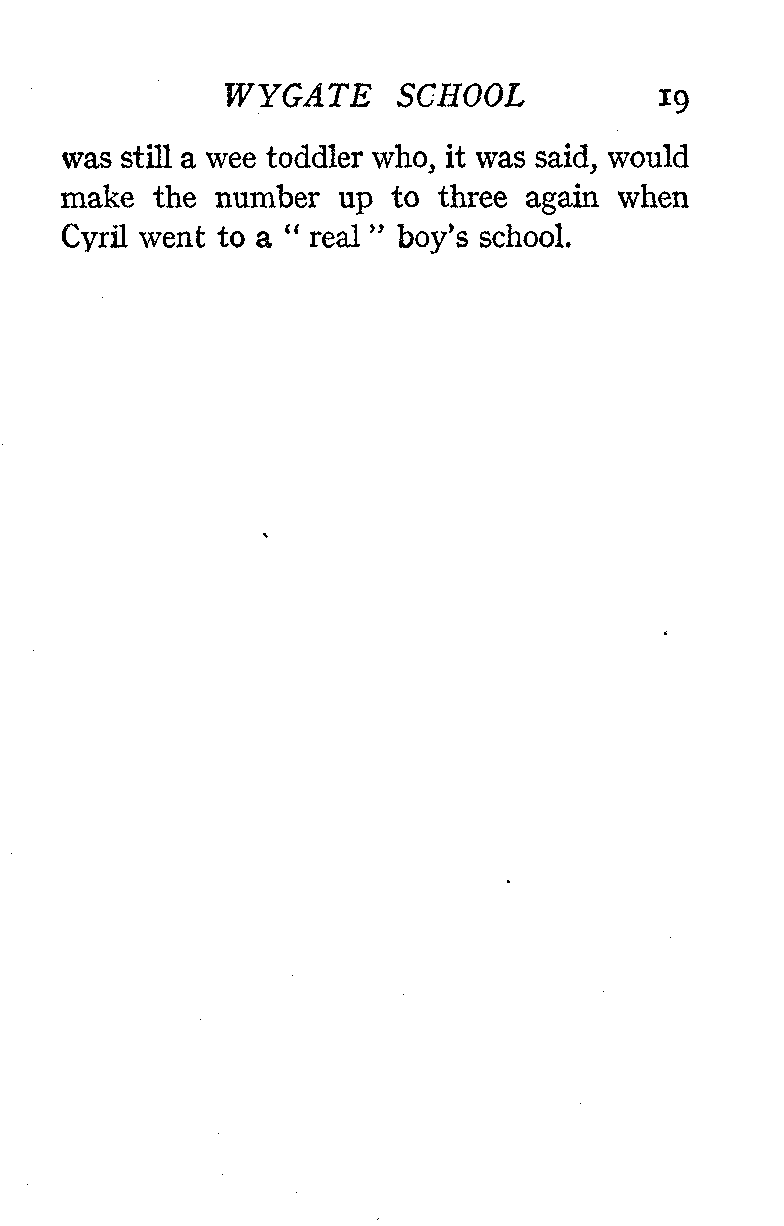 WYGATE SCHOOL 19
was still a wee toddler who, it was said, would
make the number up to three again when
Cyril went to a “ real ” boy's school.